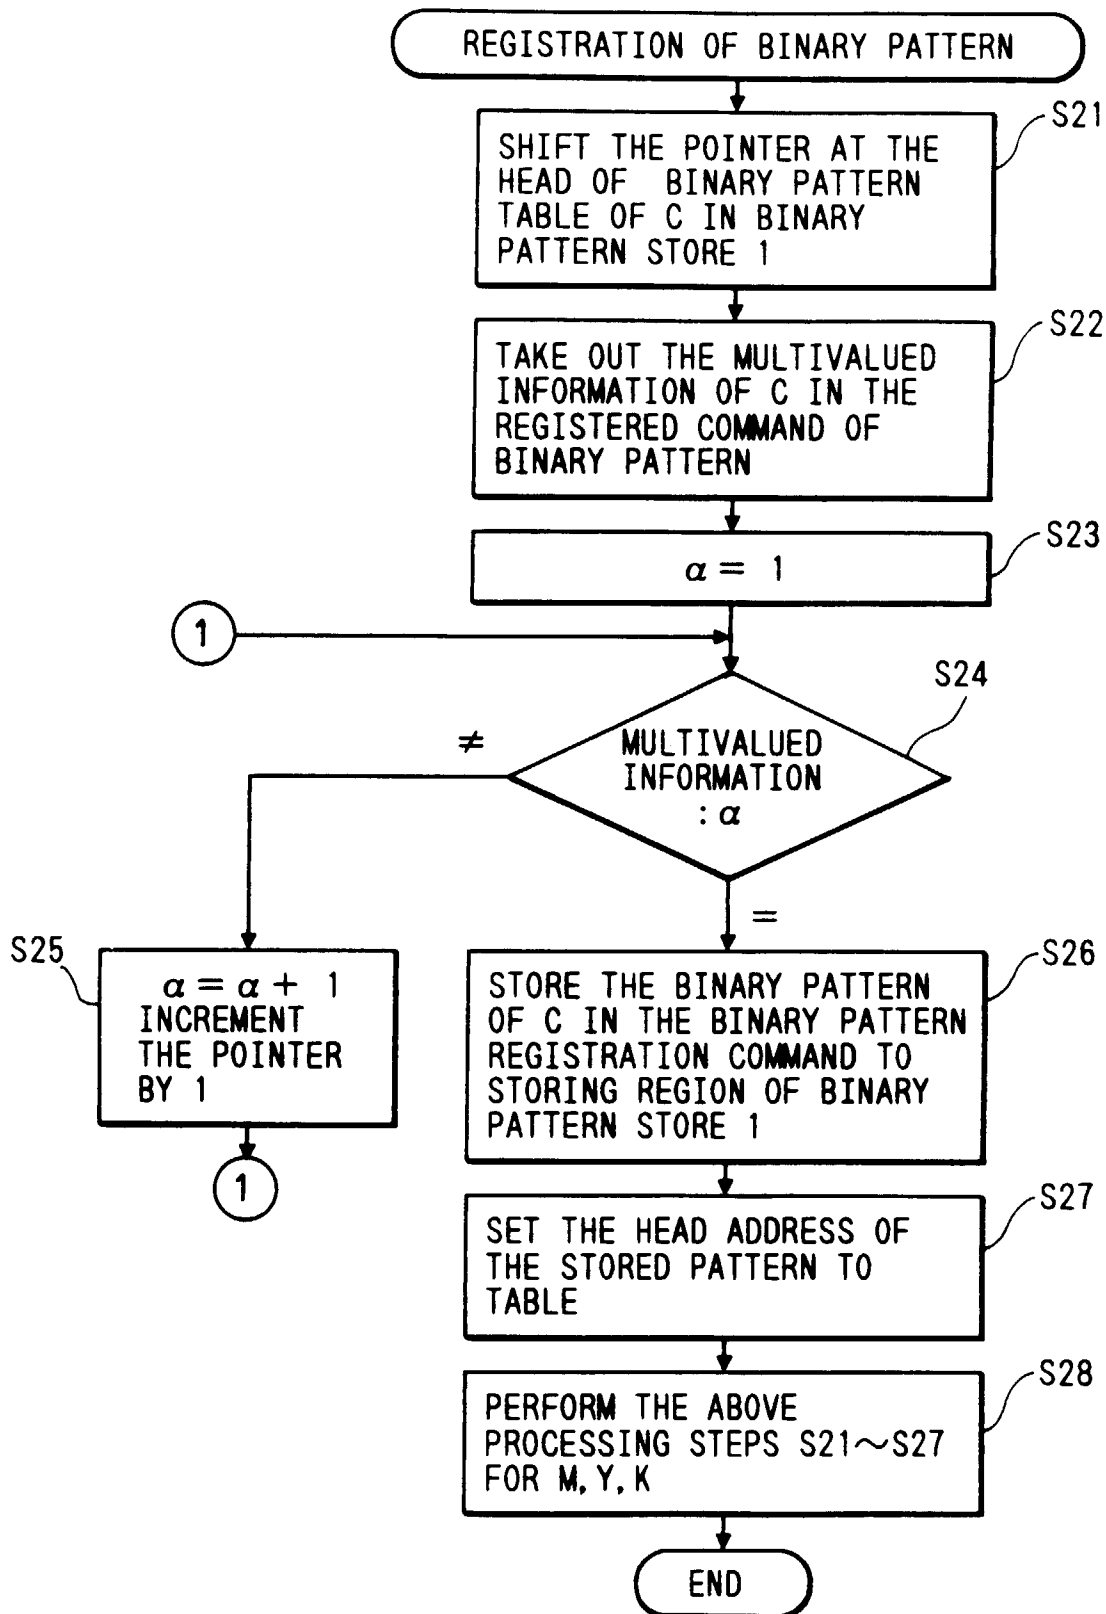 REGISTRATION OF BINARY PATTERN
S21
SHIFT THE POINTER AT THE
HEAD OF BINARY PATTERN
TABLE OF C IN BINARY
PATTERN STORE 1
S22
TAKE OUT THE MULTIVALUED
INFORMATION OF C IN THE
REGISTERED COMMAND OF
BINARY PATTERN
S23
α = 1
1
S24
≠
MULTIVALUED
INFORMATION
: α
=
S25
α = α + 1
INCREMENT
THE POINTER
BY 1
1
S26
STORE THE BINARY PATTERN
OF C IN THE BINARY PATTERN
REGISTRATION COMMAND TO
STORING REGION OF BINARY
PATTERN STORE 1
S27
SET THE HEAD ADDRESS OF
THE STORED PATTERN TO
TABLE
S28
PERFORM THE ABOVE
PROCESSING STEPS S21~S27
FOR M, Y, K
END